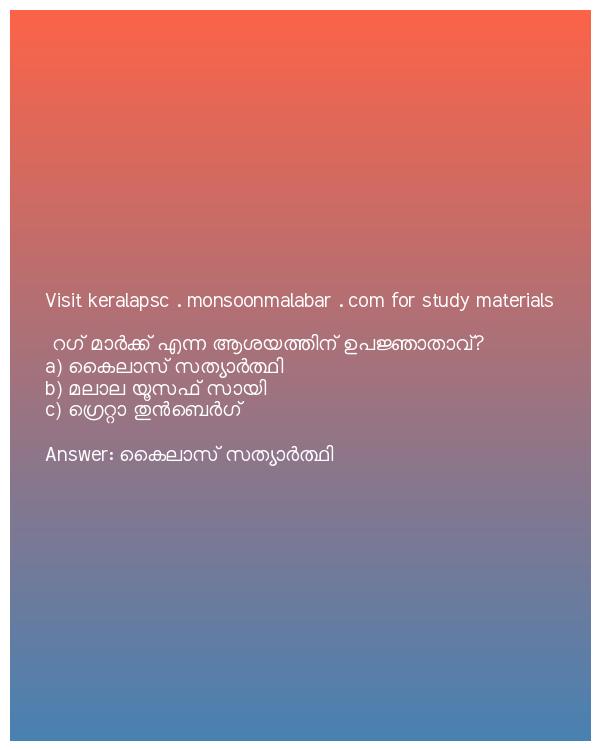 Visit keralapsc . monsoonmalabar . com for study materials
റഗ് മാർക്ക് എന്ന ആശയത്തിന് ഉപജ്ഞാതാവ്?
a) കൈലാസ് സത്യാർത്ഥി
b) മലാല യൂസഫ് സായി
c) ഗ്രെറ്റാ തുൻബെർഗ്
Answer: കൈലാസ് സത്യാർത്ഥി